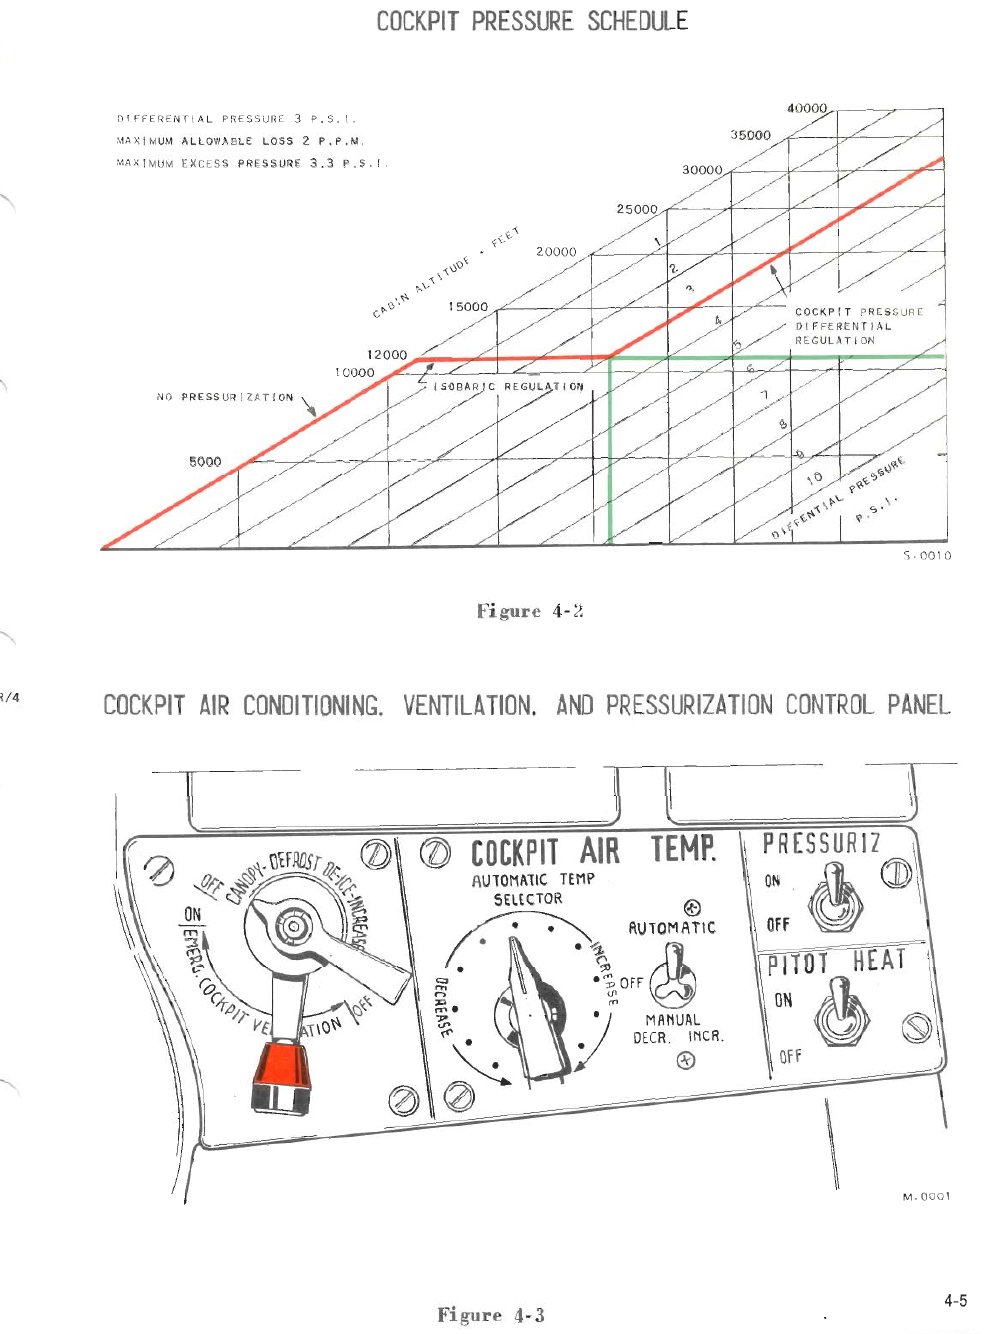 COCKPIT PRESSURE SCHEDULE
DIFFERENTIAL PRESSURE 3 P.S.I.
MAXIMUM ALLOWABLE LOSS 2 P.P.M.
MAXIMUM EXCESS PRESSURE 3.3 P.S.I.
40000
35000
30000
25000
20000
15000
12000
10000
5000
CABIN ALTITUDE • FEET
1
2
3
4
5
6
7
8
9
10
COCKPIT PRESSURE
DIFFERENTIAL
REGULATION
ISOBARIC REGULATION
NO PRESSURIZATION
DIFFENTIAL PRESSURE
P.S.I.
S-0010
Figure 4-2
R/4
COCKPIT AIR CONDITIONING, VENTILATION, AND PRESSURIZATION CONTROL PANEL
OFF
CANOPY-DEFROST DE-ICE-INCREASE
ON
EMERG. COCKPIT VENTILATION
OFF
COCKPIT AIR TEMP.
AUTOMATIC TEMP
SELECTOR
DECREASE
INCREASE
AUTOMATIC
OFF
MANUAL
DECR. INCR.
PRESSURIZ
ON
OFF
PITOT HEAT
ON
OFF
M-0001
Figure 4-3
4-5